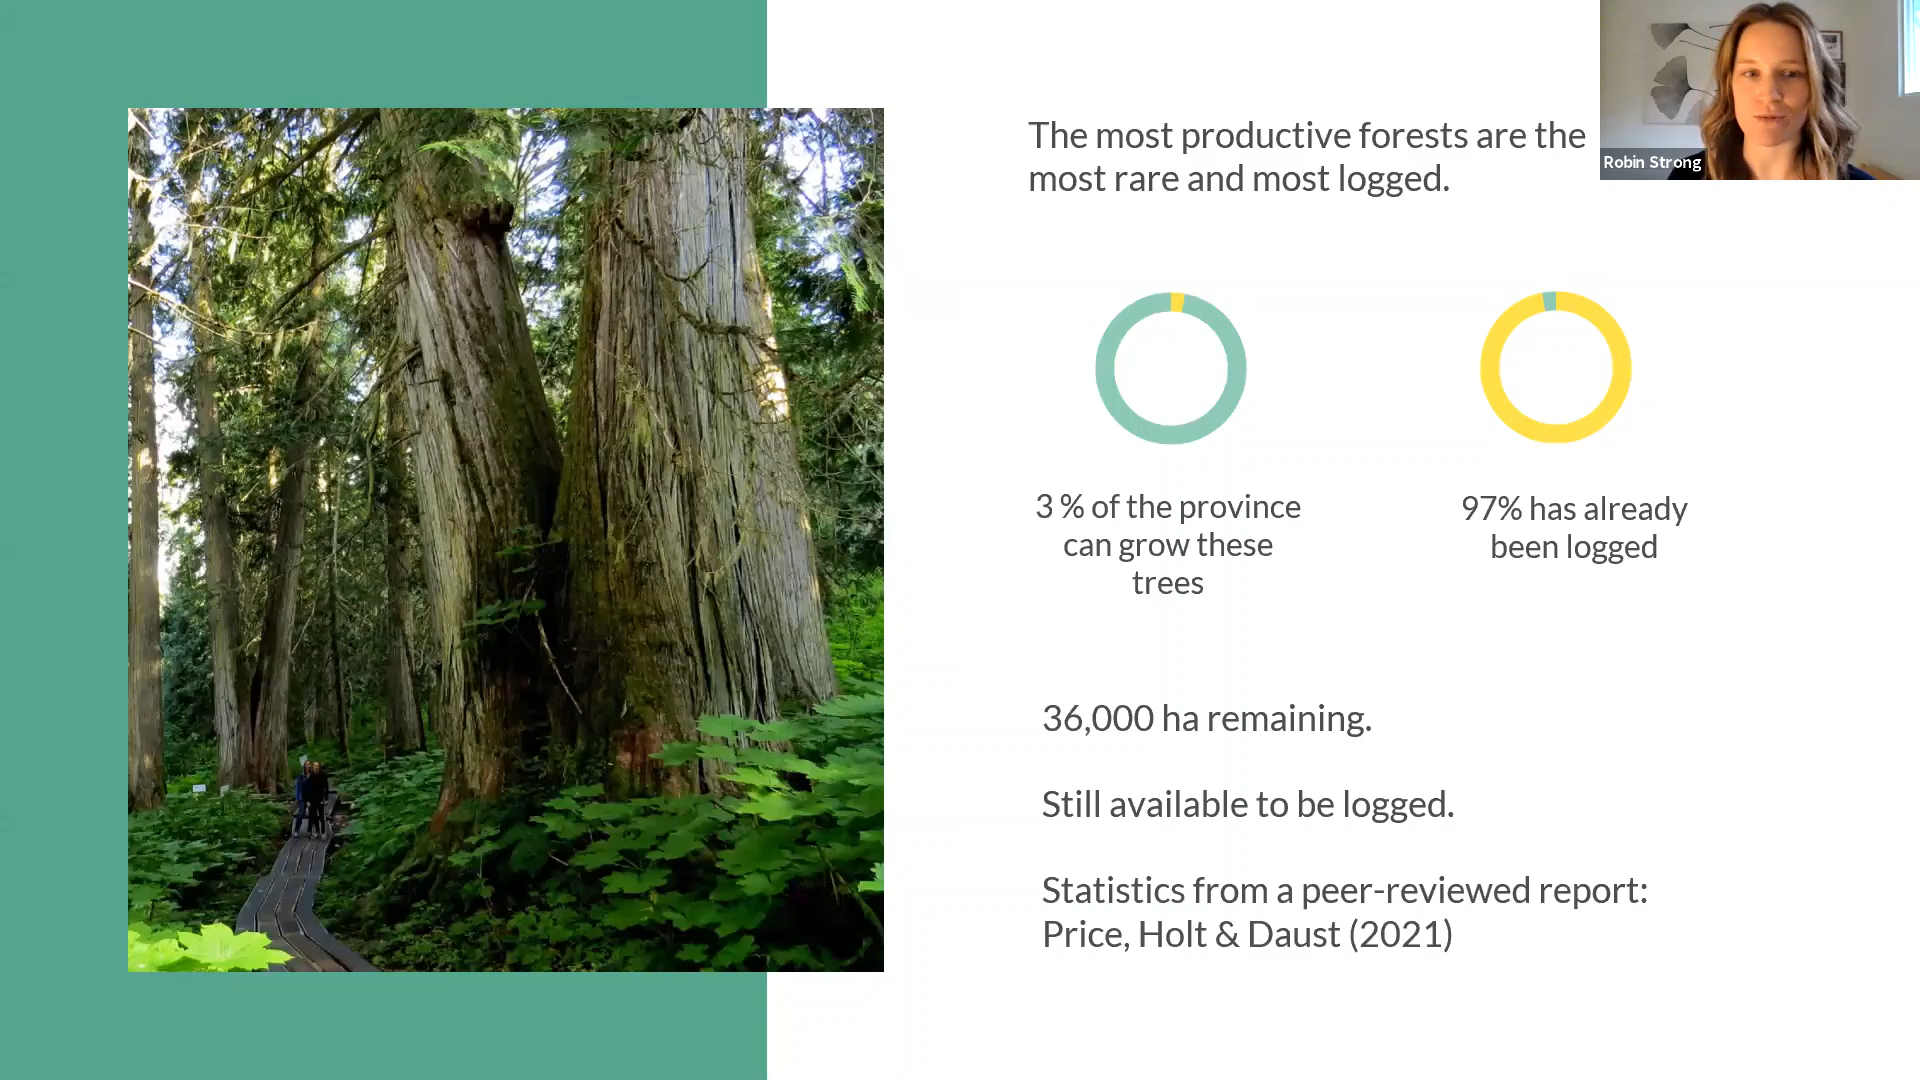 The most productive forests are the
most rare and most logged.
Robin Strong
3 % of the province
can grow these
trees
97% has already
been logged
36,000 ha remaining.
Still available to be logged.
Statistics from a peer-reviewed report:
Price, Holt & Daust (2021)